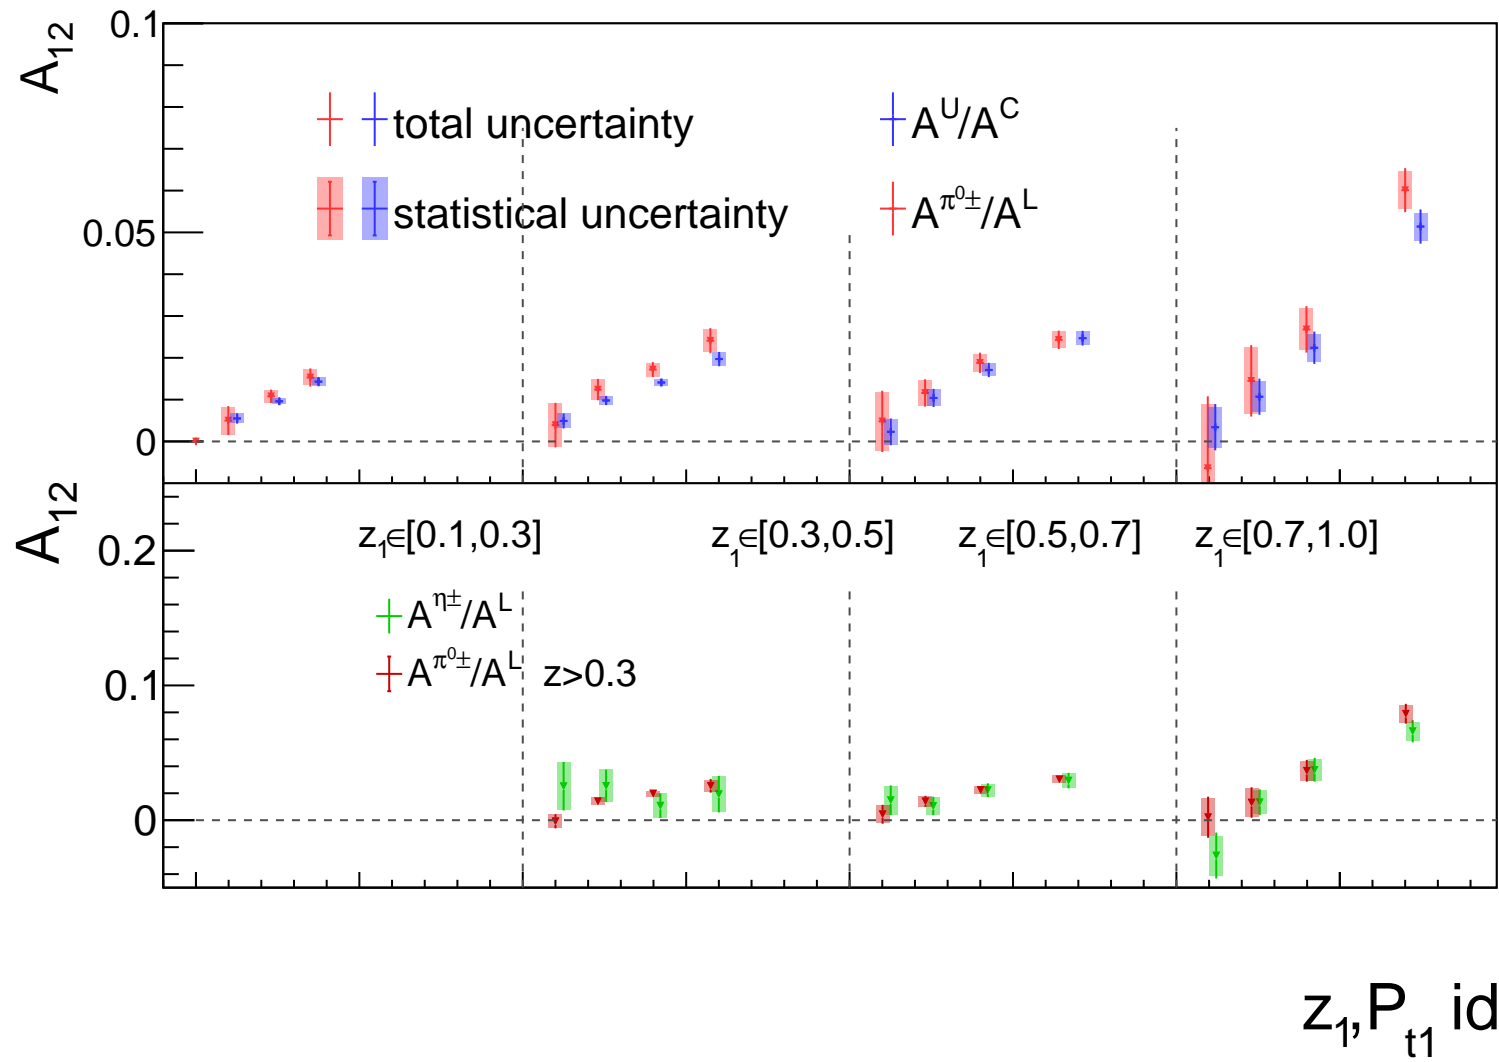 0.1
A₁₂
total uncertainty
Aᵁ/Aᶜ
statistical uncertainty
A^π⁰±/A^L
0.05
0
A₁₂
z₁∈[0.1,0.3]
z₁∈[0.3,0.5]
z₁∈[0.5,0.7]
z₁∈[0.7,1.0]
0.2
A^η±/A^L
A^π⁰±/A^L z>0.3
0.1
0
z₁,Pₜ₁ id